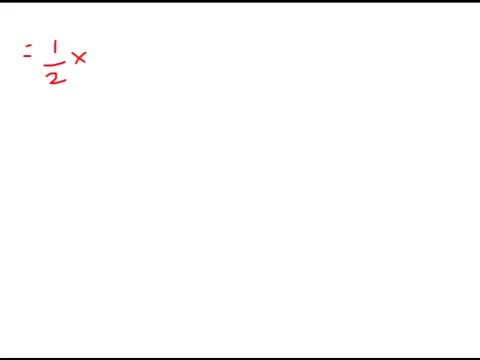 = 1/2 x